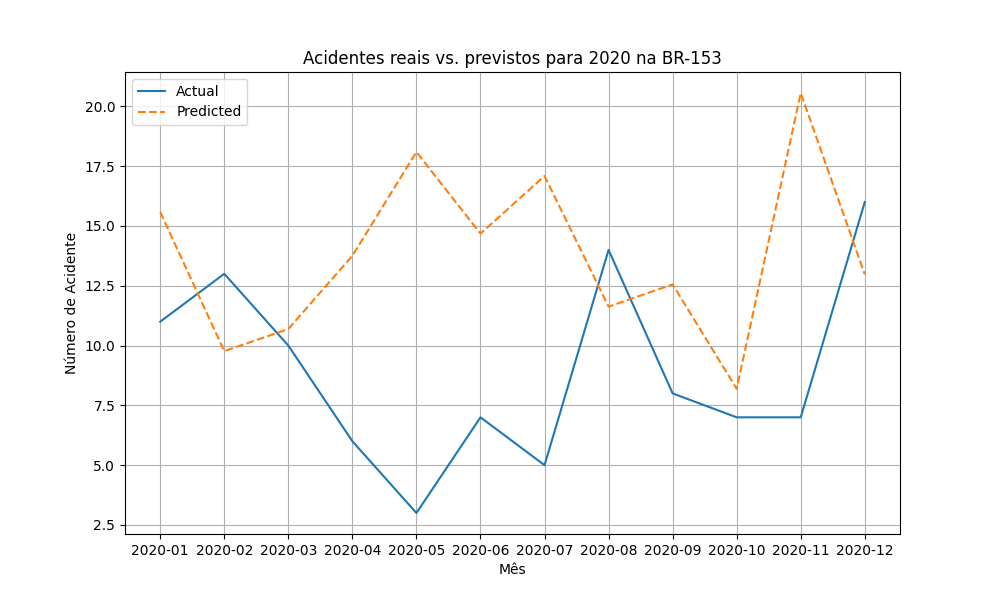 Acidentes reais vs. previstos para 2020 na BR-153
Actual
Predicted
Número de Acidente
20.0
17.5
15.0
12.5
10.0
7.5
5.0
2.5
2020-01 2020-02 2020-03 2020-04 2020-05 2020-06 2020-07 2020-08 2020-09 2020-10 2020-11 2020-12
Mês